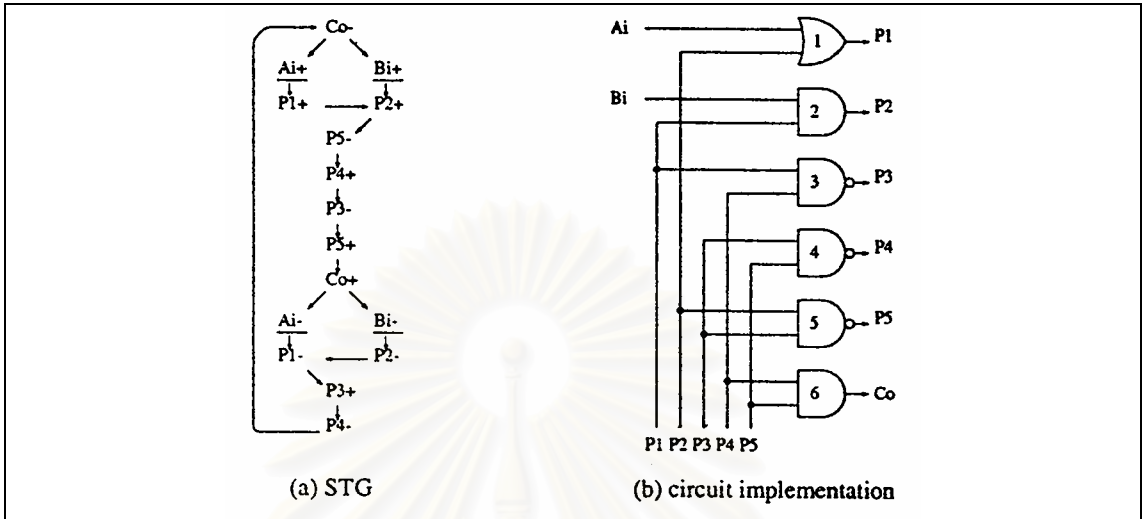 Co-
Ai+ Bi+
P1+ P2+
P5-
P4+
P3-
P5+
Co+
Ai- Bi-
P1- P2-
P3+
P4-
(a) STG
Ai 1 P1
Bi 2 P2
3 P3
4 P4
5 P5
6 Co
P1 P2 P3 P4 P5
(b) circuit implementation